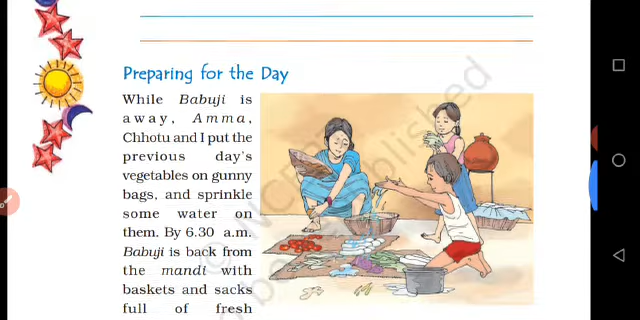 Preparing for the Day
While Babuji is
away, Amma,
Chhotu and I put the
previous day's
vegetables on gunny
bags, and sprinkle
some water on
them. By 6.30 a.m.
Babuji is back from
the mandi with
baskets and sacks
full of fresh